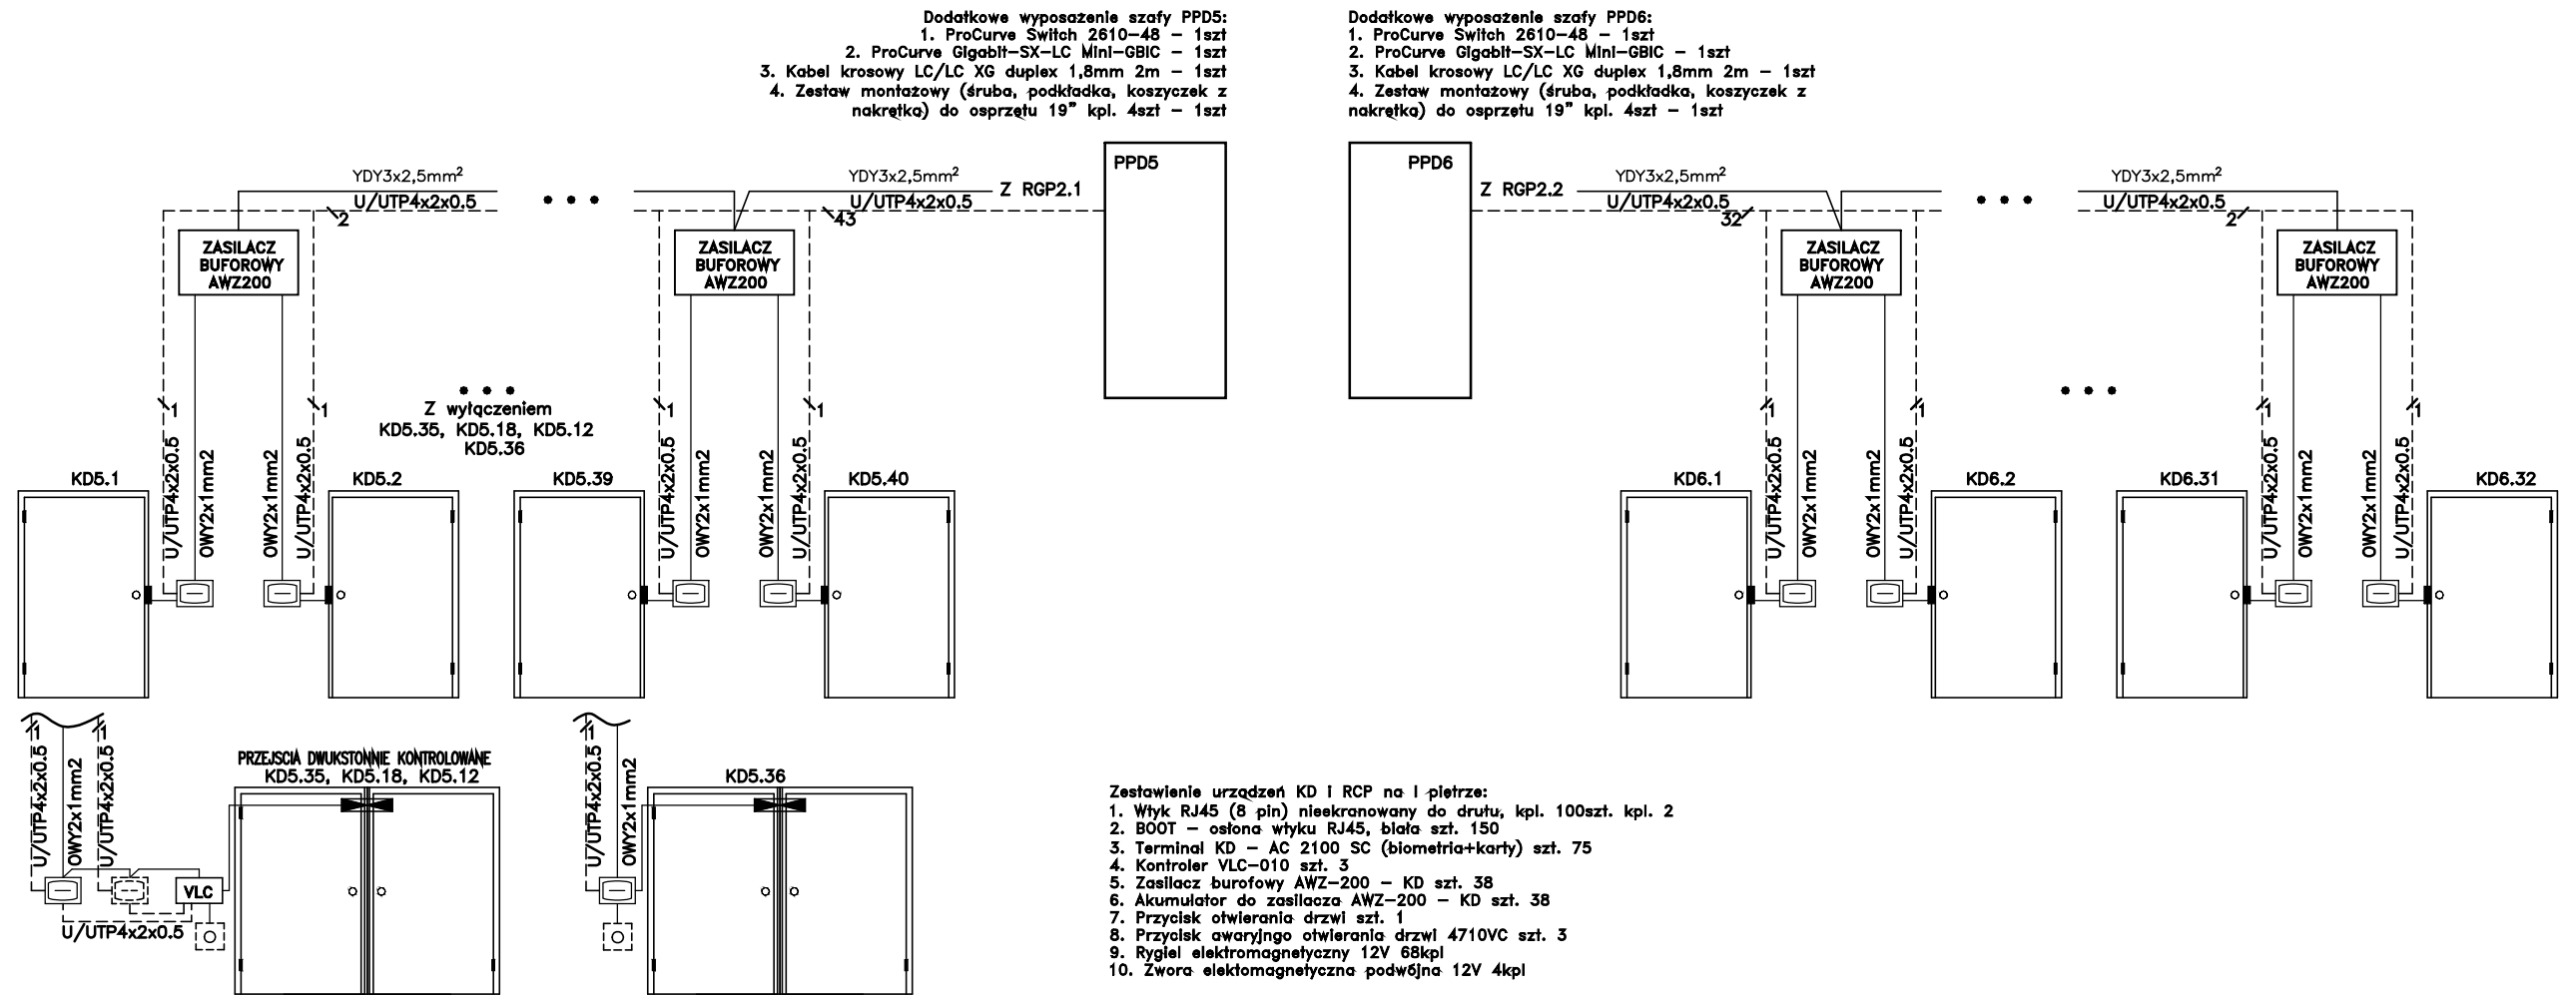 Dodatkowe wyposażenie szafy PPD5:
1. ProCurve Switch 2610-48 - 1szt
2. ProCurve Gigabit-SX-LC Mini-GBIC - 1szt
3. Kabel krosowy LC/LC XG duplex 1,8mm 2m - 1szt
4. Zestaw montażowy (śruba, podkładka, koszyczek z
nakrętką) do osprzętu 19" kpl. 4szt - 1szt
Dodatkowe wyposażenie szafy PPD6:
1. ProCurve Switch 2610-48 - 1szt
2. ProCurve Gigabit-SX-LC Mini-GBIC - 1szt
3. Kabel krosowy LC/LC XG duplex 1,8mm 2m - 1szt
4. Zestaw montażowy (śruba, podkładka, koszyczek z
nakrętką) do osprzętu 19" kpl. 4szt - 1szt
YDY3x2,5mm²
U/UTP4x2x0.5
2
YDY3x2,5mm²
U/UTP4x2x0.5
43
Z RGP2.1
PPD5
PPD6
Z RGP2.2
YDY3x2,5mm²
U/UTP4x2x0.5
32
YDY3x2,5mm²
U/UTP4x2x0.5
2
ZASILACZ
BUFOROWY
AWZ200
ZASILACZ
BUFOROWY
AWZ200
ZASILACZ
BUFOROWY
AWZ200
ZASILACZ
BUFOROWY
AWZ200
1
1
1
1
1
1
1
1
Z wyłączeniem
KD5.35, KD5.18, KD5.12
KD5.36
U/UTP4x2x0.5
OWY2x1mm2
OWY2x1mm2
U/UTP4x2x0.5
U/UTP4x2x0.5
OWY2x1mm2
OWY2x1mm2
U/UTP4x2x0.5
U/UTP4x2x0.5
OWY2x1mm2
OWY2x1mm2
U/UTP4x2x0.5
U/UTP4x2x0.5
OWY2x1mm2
OWY2x1mm2
U/UTP4x2x0.5
KD5.1
KD5.2
KD5.39
KD5.40
KD6.1
KD6.2
KD6.31
KD6.32
1
1
U/UTP4x2x0.5
OWY2x1mm2
U/UTP4x2x0.5
PRZEJSCIA DWUKSTONNIE KONTROLOWANE
KD5.35, KD5.18, KD5.12
VLC
U/UTP4x2x0.5
1
U/UTP4x2x0.5
OWY2x1mm2
KD5.36
Zestawienie urządzeń KD i RCP na I piętrze:
1. Wtyk RJ45 (8 pin) nieekranowany do drutu, kpl. 100szt. kpl. 2
2. BOOT - osłona wtyku RJ45, biała szt. 150
3. Terminal KD - AC 2100 SC (biometria+karty) szt. 75
4. Kontroler VLC-010 szt. 3
5. Zasilacz burofowy AWZ-200 - KD szt. 38
6. Akumulator do zasilacza AWZ-200 - KD szt. 38
7. Przycisk otwierania drzwi szt. 1
8. Przycisk awaryjngo otwierania drzwi 4710VC szt. 3
9. Rygiel elektromagnetyczny 12V 68kpl
10. Zwora elektomagnetyczna podwójna 12V 4kpl